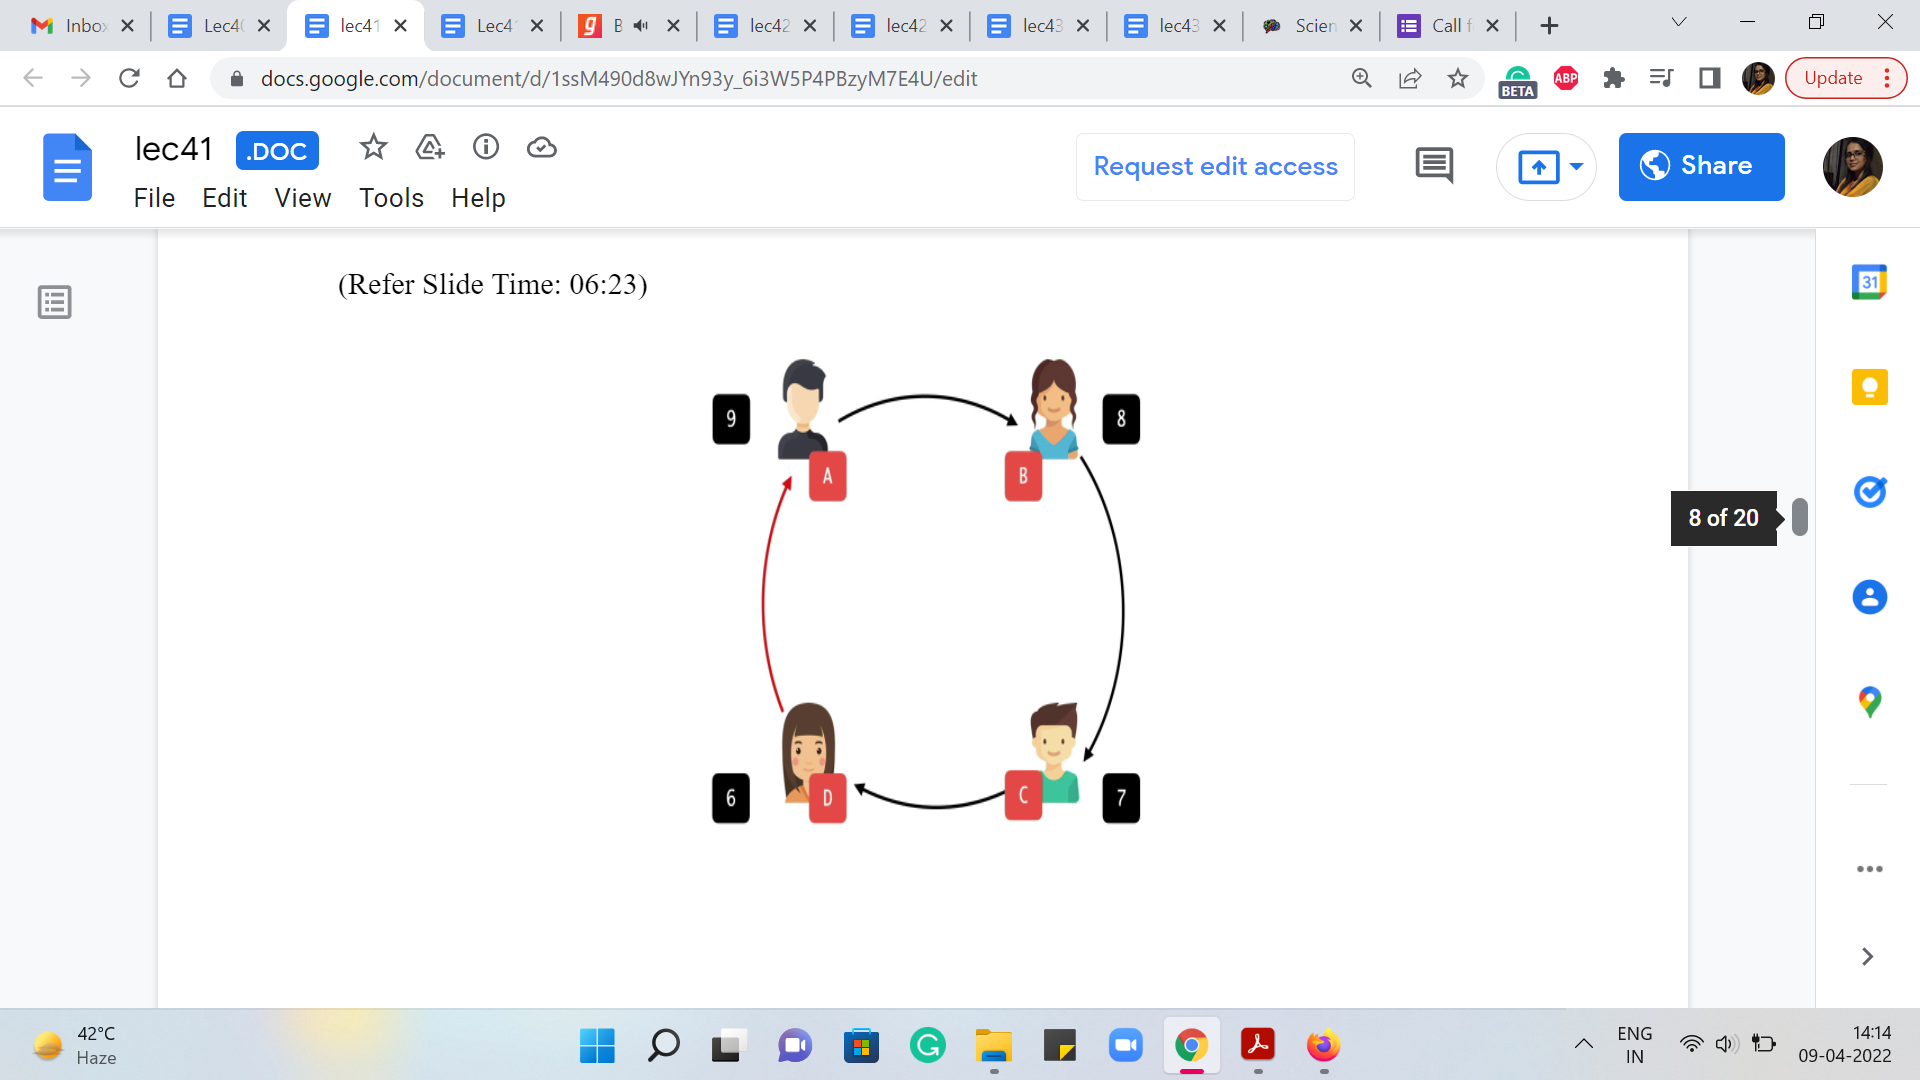 Inbox
Lec40
lec41
Lec41
B
lec42
lec42
lec43
lec43
Scien
Call f
docs.google.com/document/d/1ssM490d8wJYn93y_6i3W5P4PBzyM7E4U/edit
BETA
ABP
Update
lec41
.DOC
Request edit access
Share
File Edit View Tools Help
(Refer Slide Time: 06:23)
9
8
A
B
31
8 of 20
6
D
C
7
42°C
Haze
ENG
IN
14:14
09-04-2022